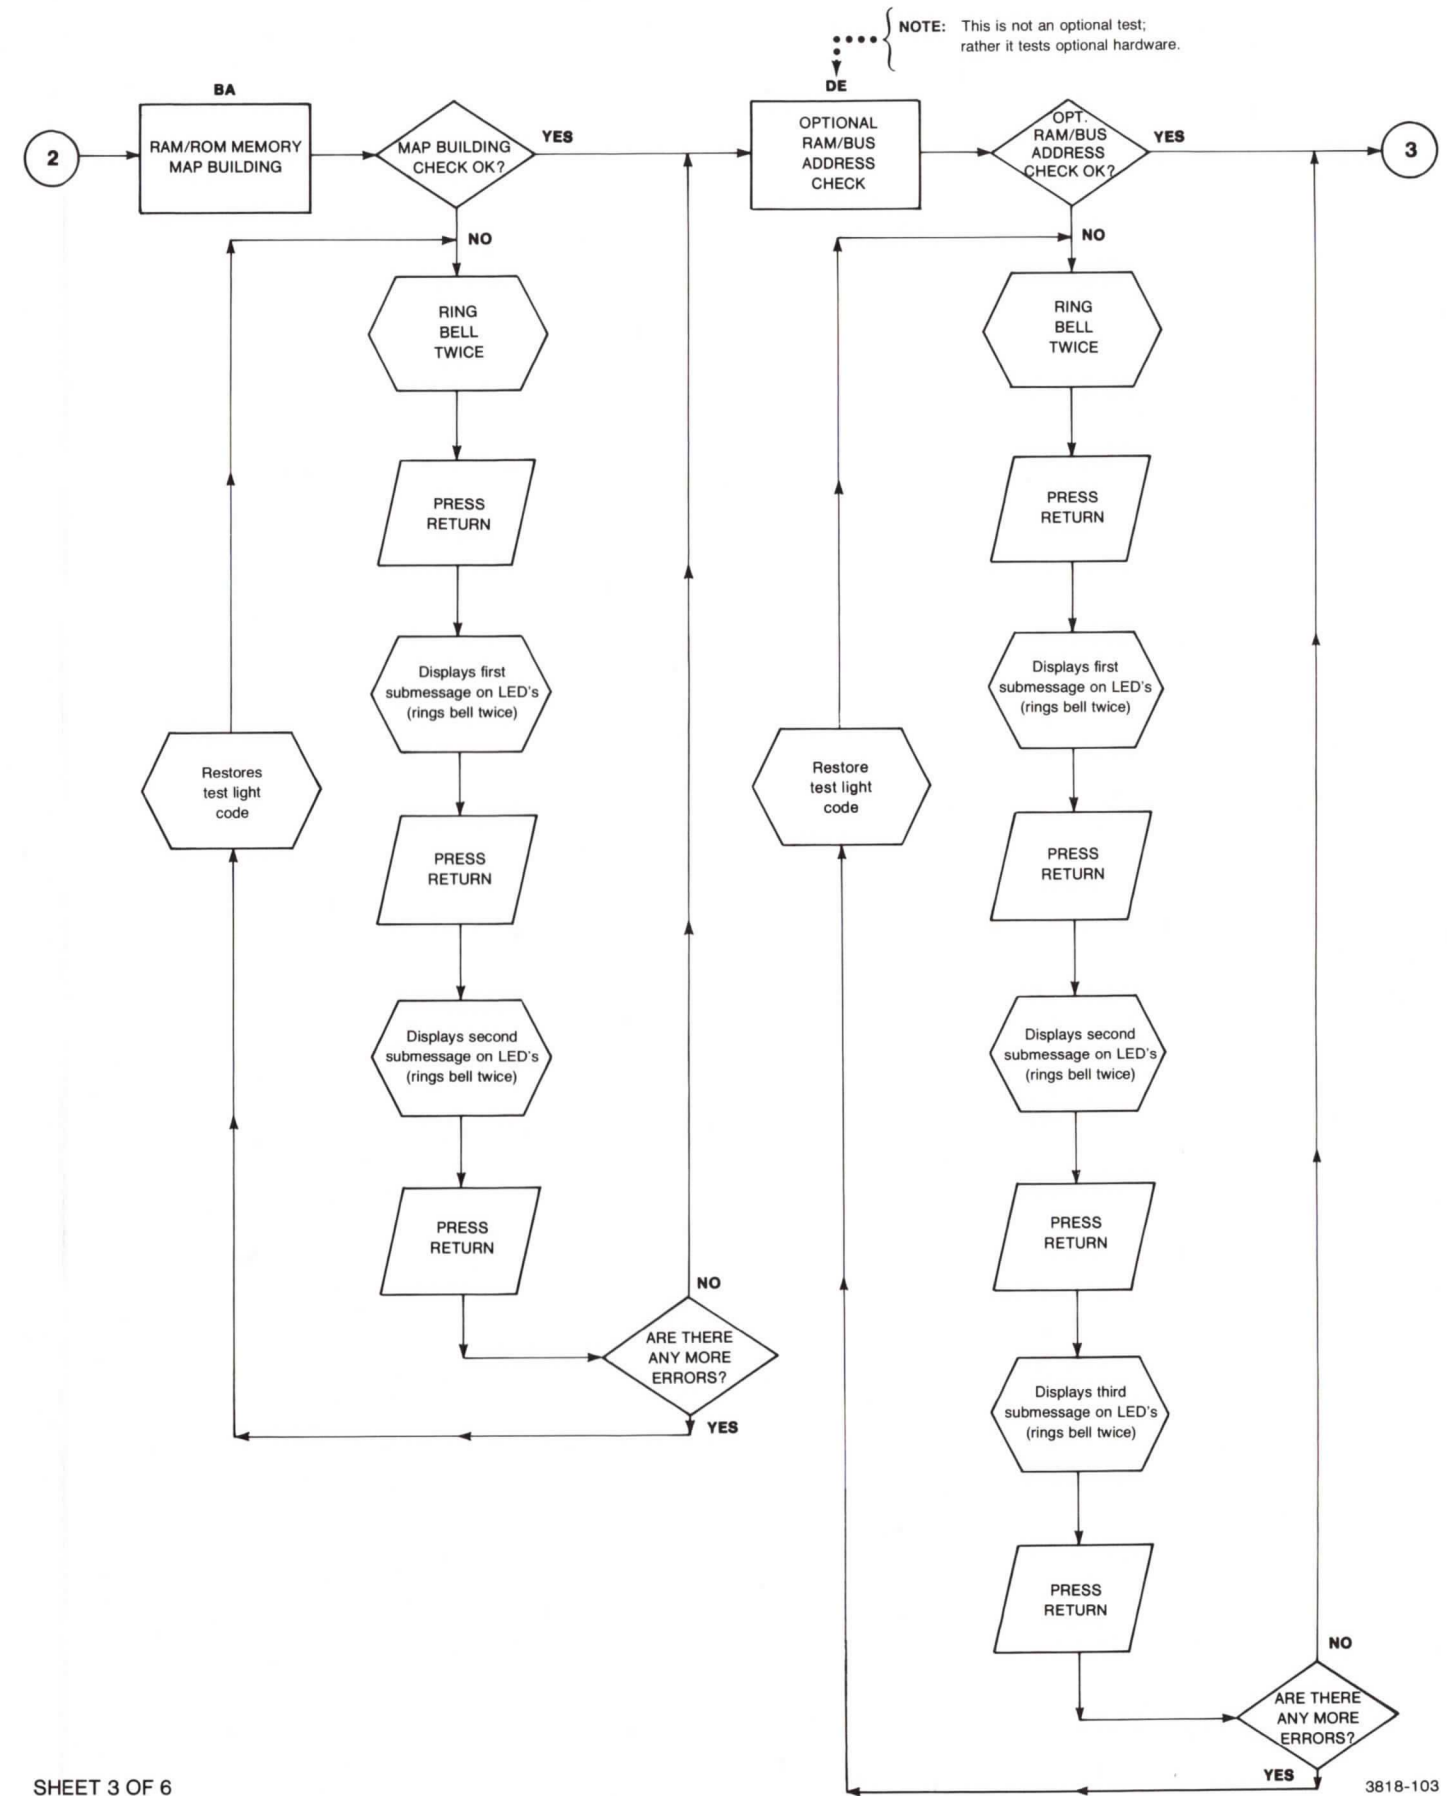 NOTE: This is not an optional test;
rather it tests optional hardware.
BA
DE
2
RAM/ROM MEMORY
MAP BUILDING
MAP BUILDING
CHECK OK?
YES
OPTIONAL
RAM/BUS
ADDRESS
CHECK
OPT.
RAM/BUS
ADDRESS
CHECK OK?
YES
3
NO
RING
BELL
TWICE
PRESS
RETURN
Displays first
submessage on LED's
(rings bell twice)
Restores
test light
code
PRESS
RETURN
Displays second
submessage on LED's
(rings bell twice)
PRESS
RETURN
NO
ARE THERE
ANY MORE
ERRORS?
YES
NO
RING
BELL
TWICE
PRESS
RETURN
Displays first
submessage on LED's
(rings bell twice)
Restore
test light
code
PRESS
RETURN
Displays second
submessage on LED's
(rings bell twice)
PRESS
RETURN
Displays third
submessage on LED's
(rings bell twice)
PRESS
RETURN
NO
ARE THERE
ANY MORE
ERRORS?
YES
SHEET 3 OF 6
3818-103